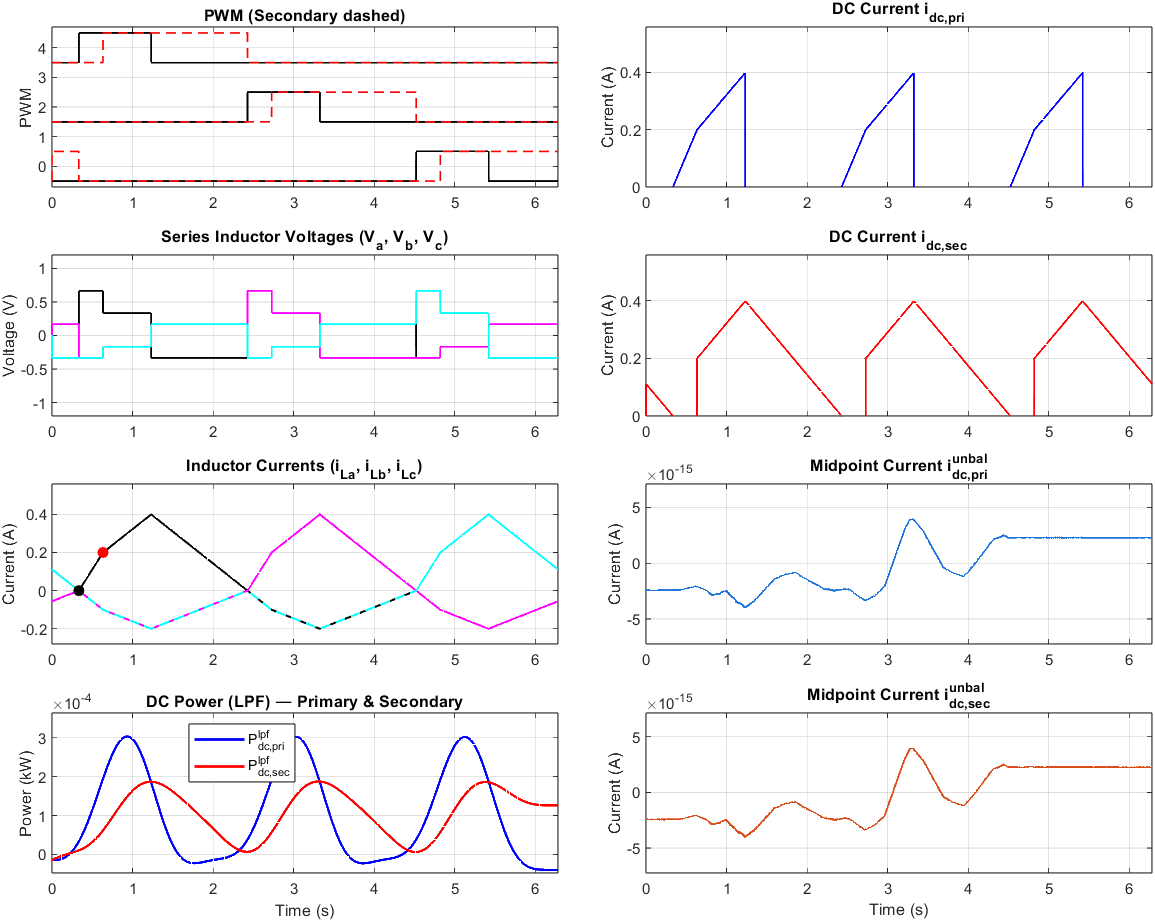 PWM (Secondary dashed)
PWM
4
3
2
1
0
0 1 2 3 4 5 6
DC Current i_dc,pri
Current (A)
0.4
0.2
0
0 1 2 3 4 5 6
Series Inductor Voltages (V_a, V_b, V_c)
Voltage (V)
1
0.5
0
-0.5
-1
0 1 2 3 4 5 6
DC Current i_dc,sec
Current (A)
0.4
0.2
0
0 1 2 3 4 5 6
Inductor Currents (i_La, i_Lb, i_Lc)
Current (A)
0.4
0.2
0
-0.2
0 1 2 3 4 5 6
Midpoint Current i_dc,pri^unbal
×10^-15
Current (A)
5
0
-5
0 1 2 3 4 5 6
DC Power (LPF) — Primary & Secondary
×10^-4
Power (kW)
3
2
1
0
P_dc,pri^lpf
P_dc,sec^lpf
0 1 2 3 4 5 6
Time (s)
Midpoint Current i_dc,sec^unbal
×10^-15
Current (A)
5
0
-5
0 1 2 3 4 5 6
Time (s)